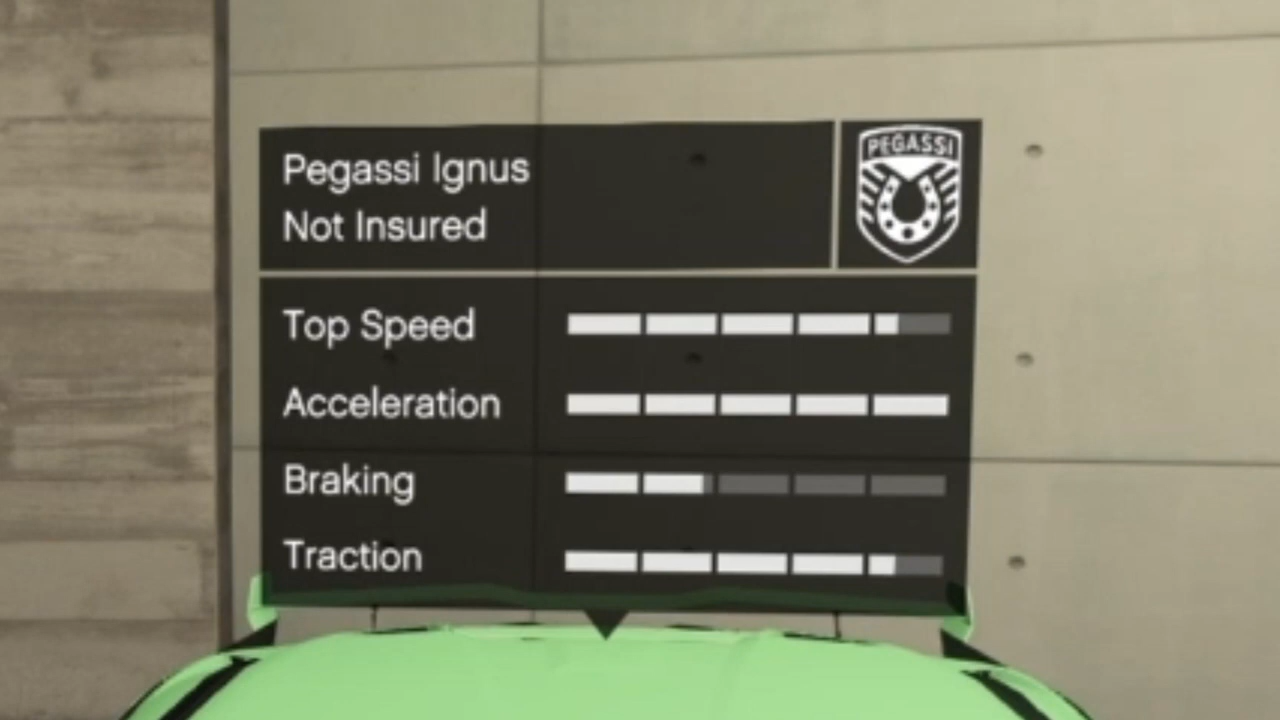 Pegassi Ignus
Not Insured
PEGASSI
Top Speed
Acceleration
Braking
Traction